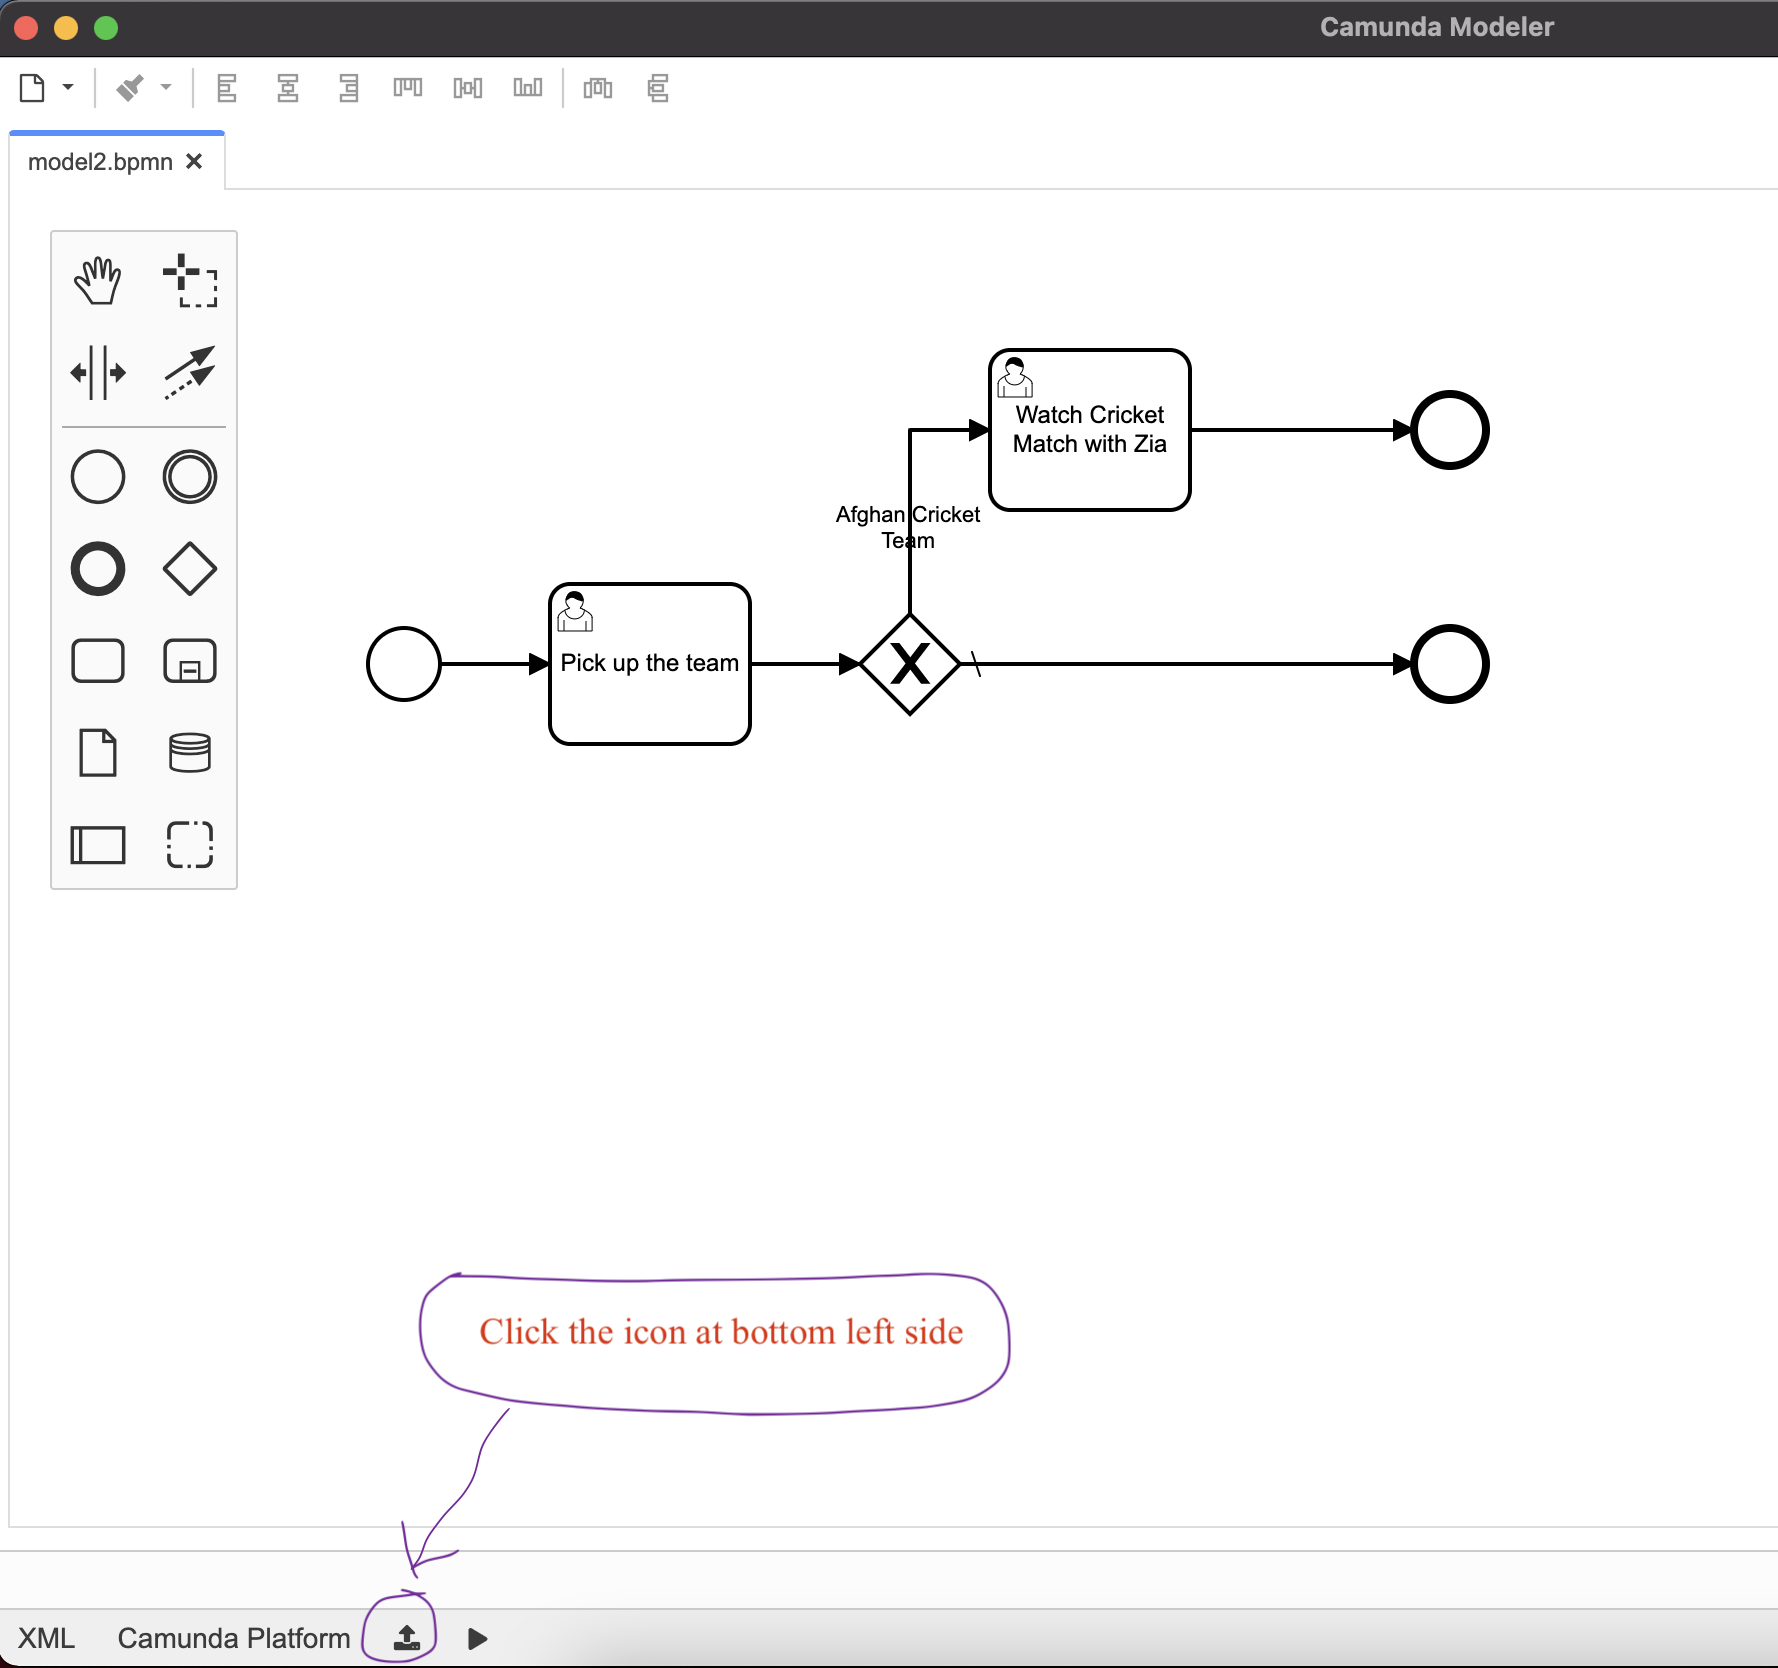 Camunda Modeler
model2.bpmn
Watch Cricket
Match with Zia
Afghan Cricket
Team
Pick up the team
Click the icon at bottom left side
XML Camunda Platform